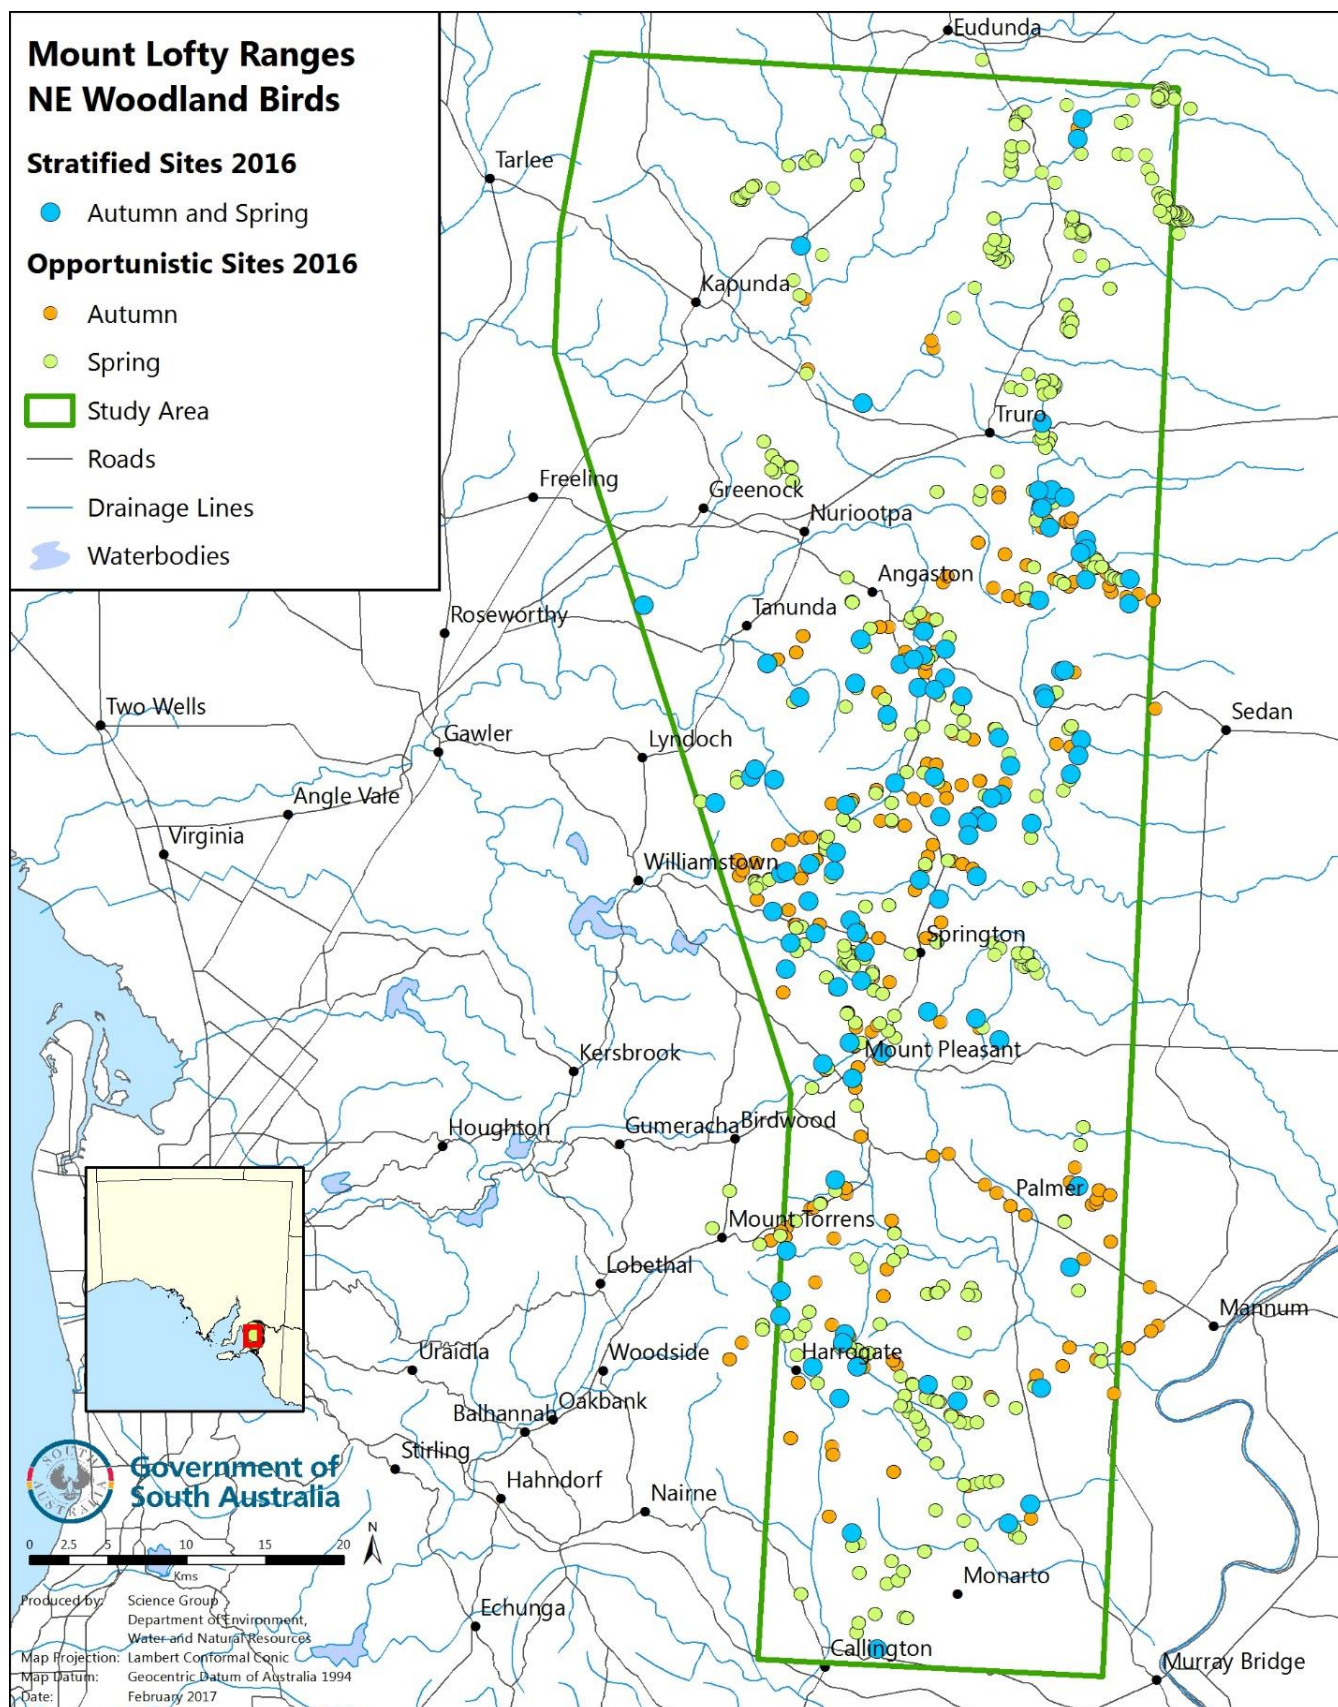 Mount Lofty Ranges
NE Woodland Birds
Stratified Sites 2016
Autumn and Spring
Opportunistic Sites 2016
Autumn
Spring
Study Area
Roads
Drainage Lines
Waterbodies
Eudunda
Tarlee
Kapunda
Truro
Freeling
Greenock
Nuriootpa
Angaston
Tanunda
Roseworthy
Two Wells
Sedan
Gawler
Lyndoch
Angle Vale
Virginia
Williamstown
Springton
Mount Pleasant
Kersbrook
Houghton
Gumeracha
Birdwood
Palmer
Mount Torrens
Lobethal
Mannum
Uraidla
Woodside
Harrogate
Oakbank
Balhannah
Stirling
Hahndorf
Nairne
Monarto
Echunga
Callington
Murray Bridge
SOUTH
AUSTRALIA
Government of
South Australia
0 2.5 5 10 15 20
Kms
N
Produced by: Science Group
Department of Environment,
Water and Natural Resources
Map Projection: Lambert Conformal Conic
Map Datum: Geocentric Datum of Australia 1994
Date: February 2017